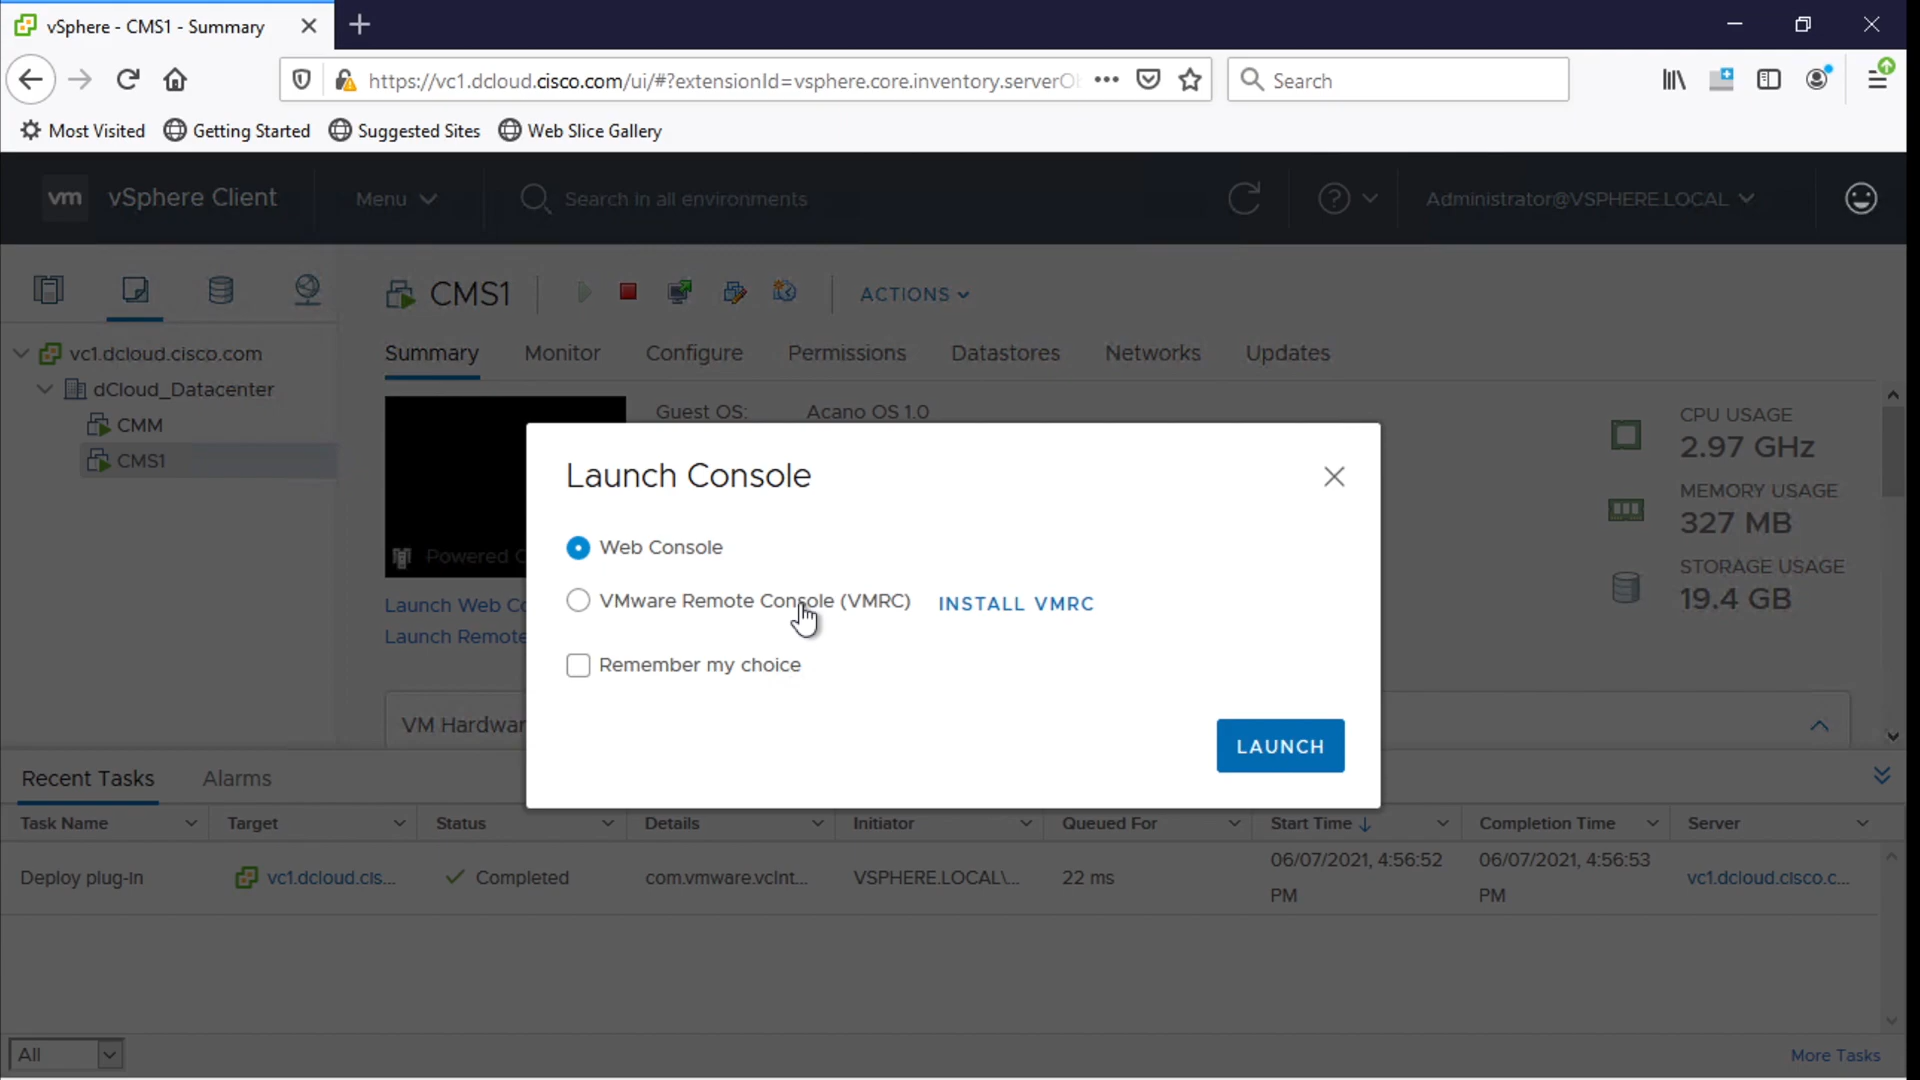 vSphere - CMS1 - Summary
https://vc1.dcloud.cisco.com/ui/#?extensionId=vsphere.core.inventory.serverOl
Search
Most Visited
Getting Started
Suggested Sites
Web Slice Gallery
vm
vSphere Client
Menu
Search in all environments
Administrator@VSPHERE.LOCAL
CMS1
ACTIONS
vc1.dcloud.cisco.com
dCloud_Datacenter
CMM
CMS1
Summary
Monitor
Configure
Permissions
Datastores
Networks
Updates
Guest OS:
Acano OS 1.0
Powered
Launch Web
Launch Remote
VM Hardwar
CPU USAGE
2.97 GHz
MEMORY USAGE
327 MB
STORAGE USAGE
19.4 GB
Launch Console
Web Console
VMware Remote Console (VMRC)
INSTALL VMRC
Remember my choice
LAUNCH
Recent Tasks
Alarms
Task Name
Target
Status
Details
Initiator
Queued For
Start Time
Completion Time
Server
Deploy plug-in
vc1.dcloud.cis...
Completed
com.vmware.vcInt...
VSPHERE.LOCAL\...
22 ms
06/07/2021, 4:56:52
PM
06/07/2021, 4:56:53
PM
vc1.dcloud.cisco.c...
All
More Tasks